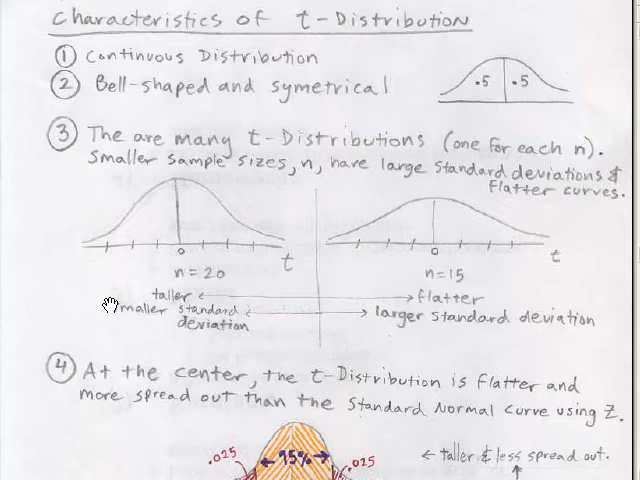 Characteristics of t-Distribution
1 Continuous Distribution
2 Bell-shaped and symetrical
.5 .5
3 The are many t-Distributions (one for each n).
Smaller sample sizes, n, have large standard deviations &
flatter curves.
0 t 0 t
n=20 n=15
taller flatter
smaller standard larger standard deviation
deviation
4 At the center, the t-Distribution is flatter and
more spread out than the Standard Normal Curve using Z.
.025 95% .025
← taller & less spread out.